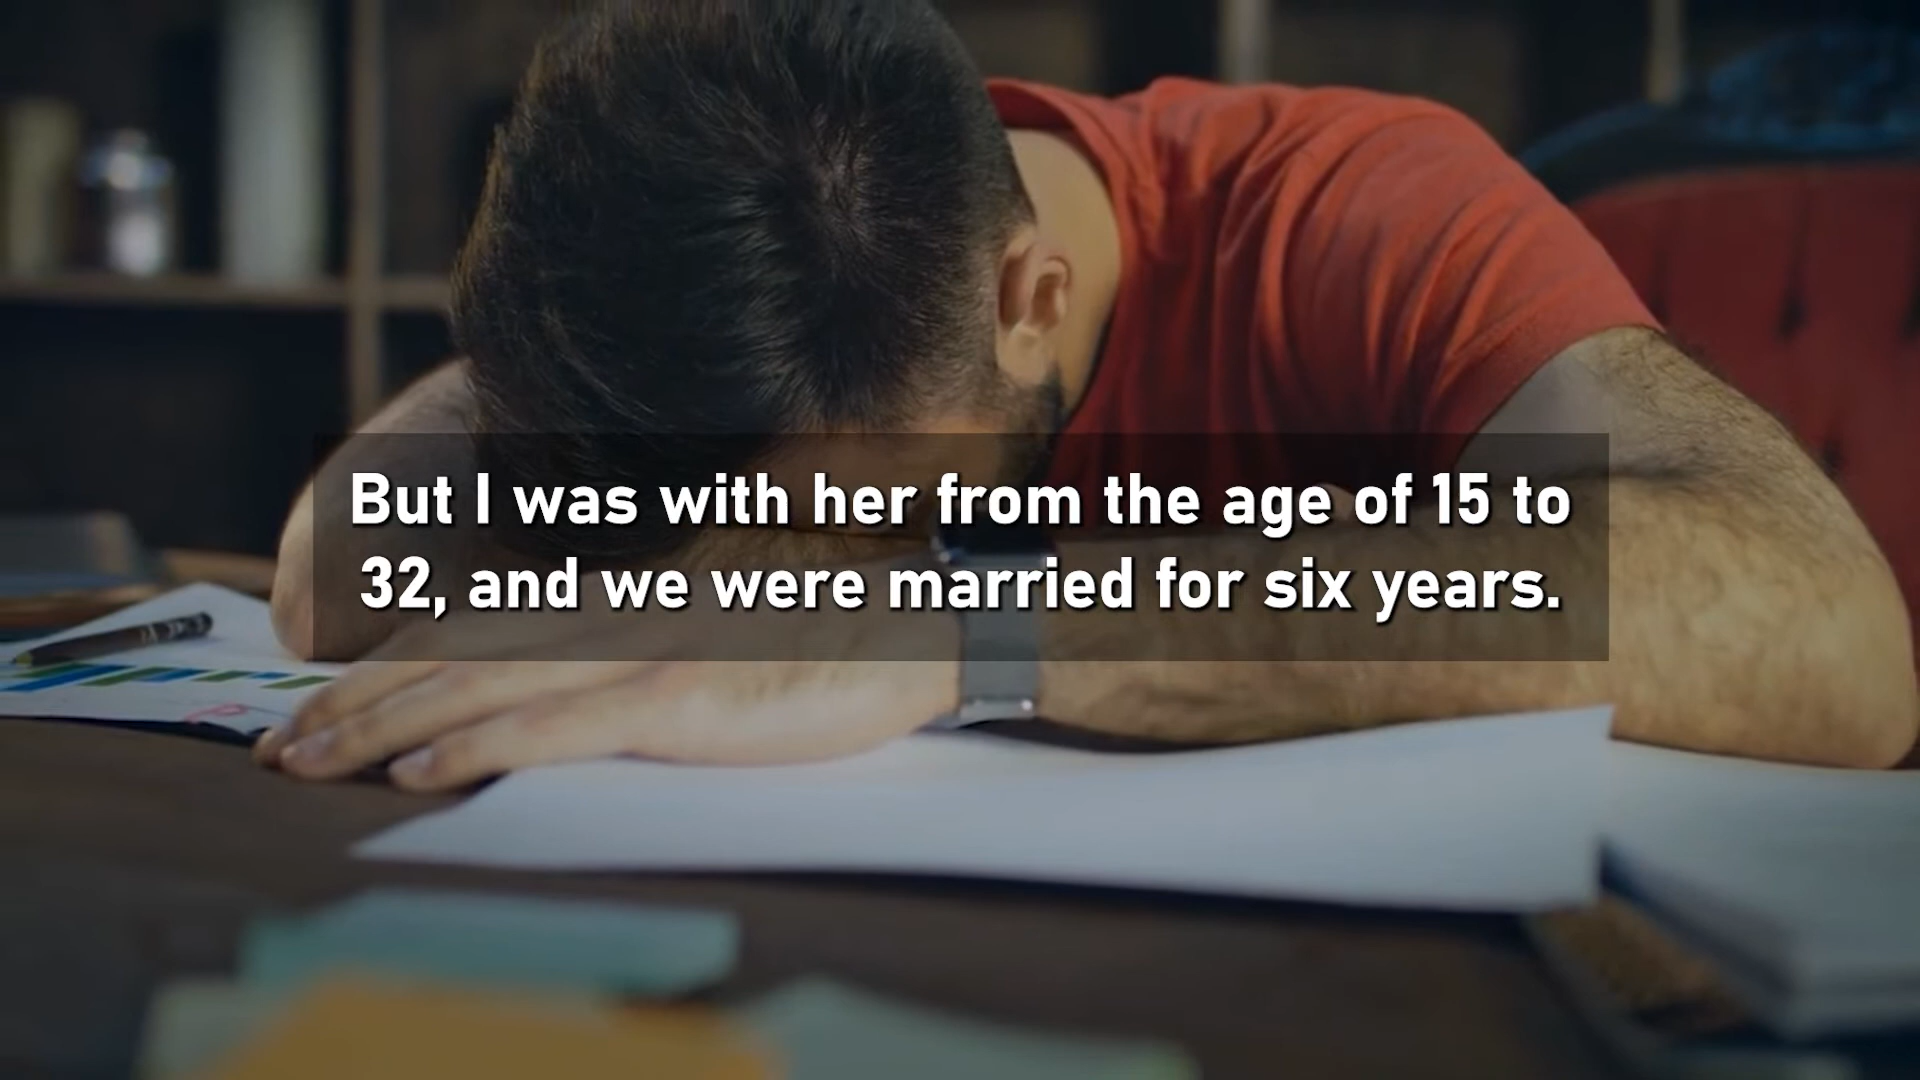 But I was with her from the age of 15 to
32, and we were married for six years.